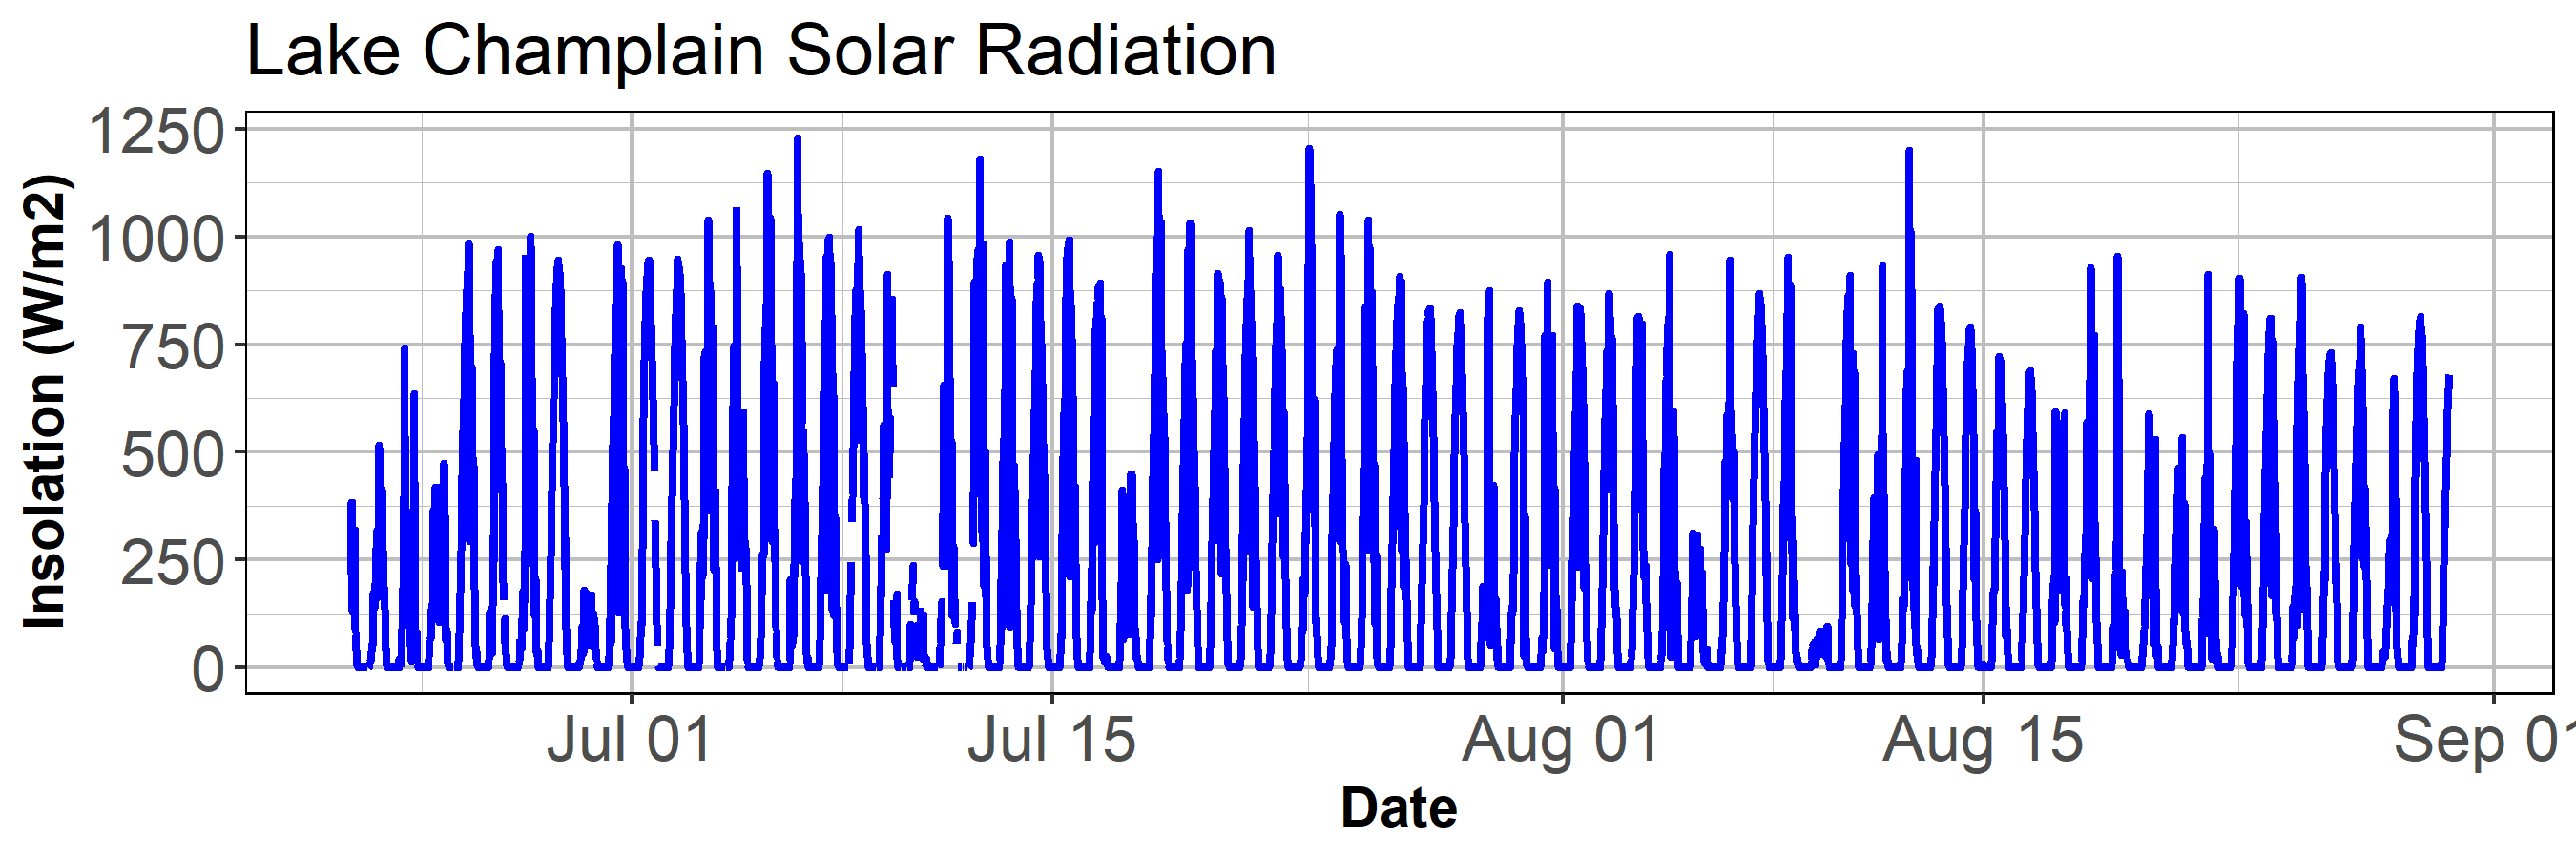 Lake Champlain Solar Radiation
1250
1000
750
500
250
0
Insolation (W/m2)
Jul 01
Jul 15
Aug 01
Aug 15
Sep 01
Date